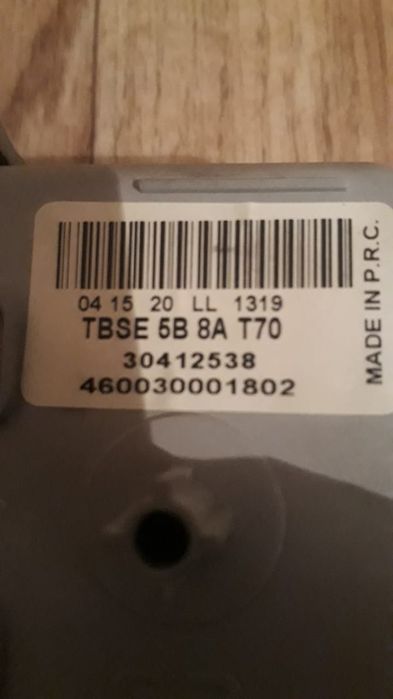 04 15 20 LL 1319
TBSE 5B 8A T70
30412538
460030001802
MADE IN P.R.C.